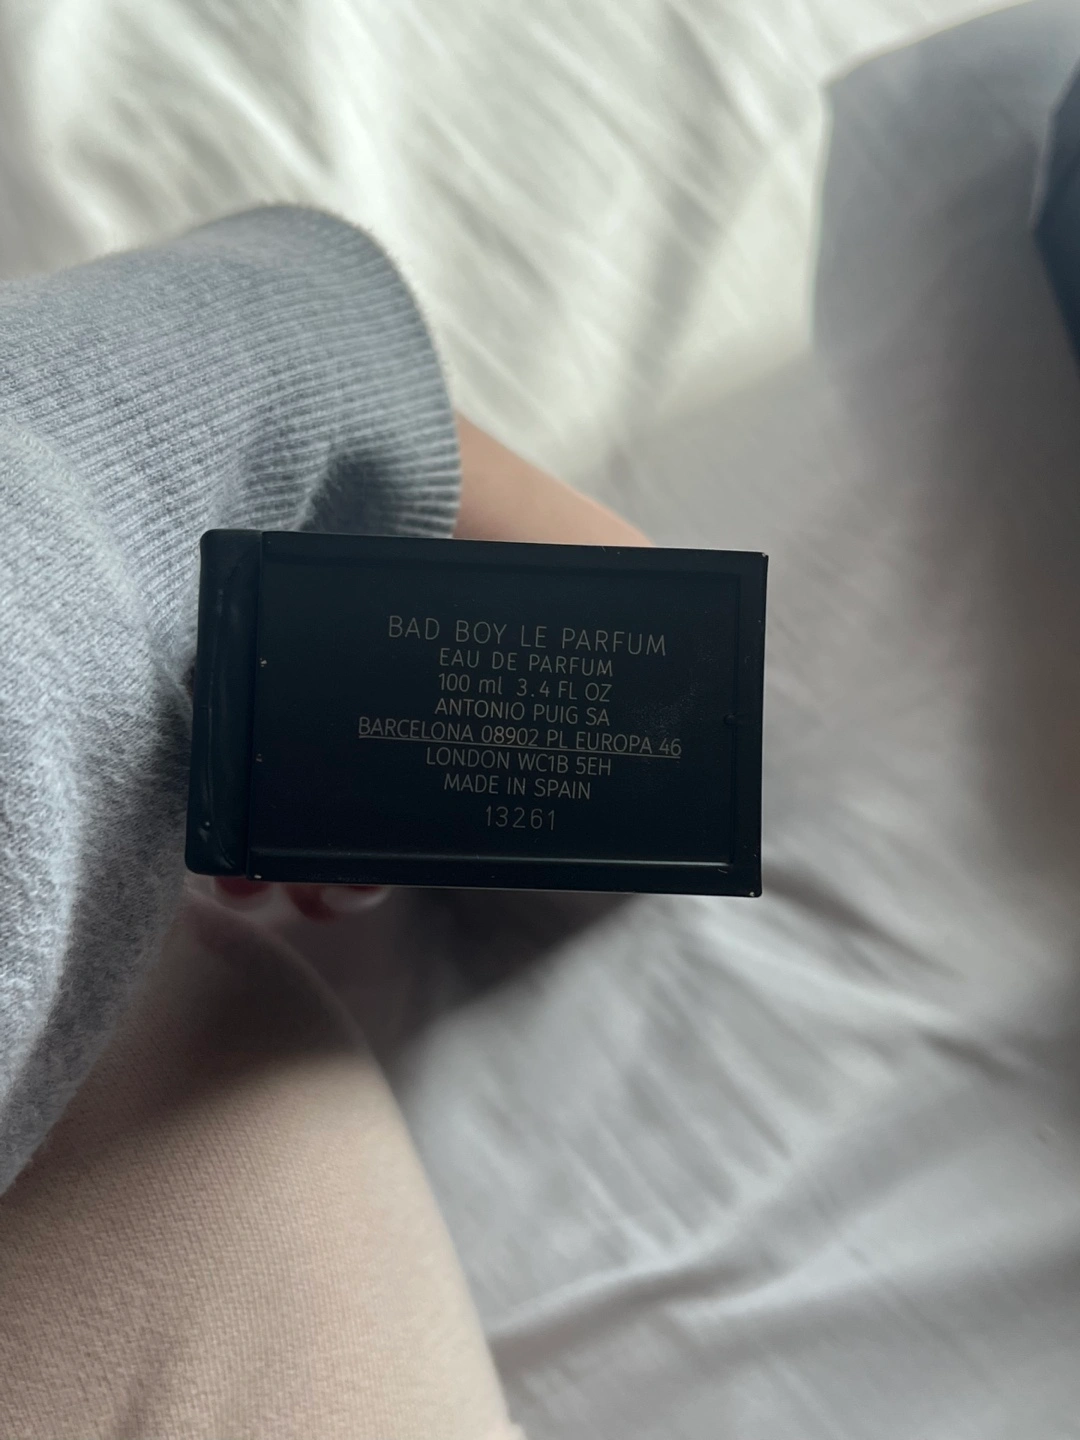 BAD BOY LE PARFUM
EAU DE PARFUM
100 ml 3.4 FL OZ
ANTONIO PUIG SA
BARCELONA 08902 PL EUROPA 46
LONDON WC1B 5EH
MADE IN SPAIN
13261